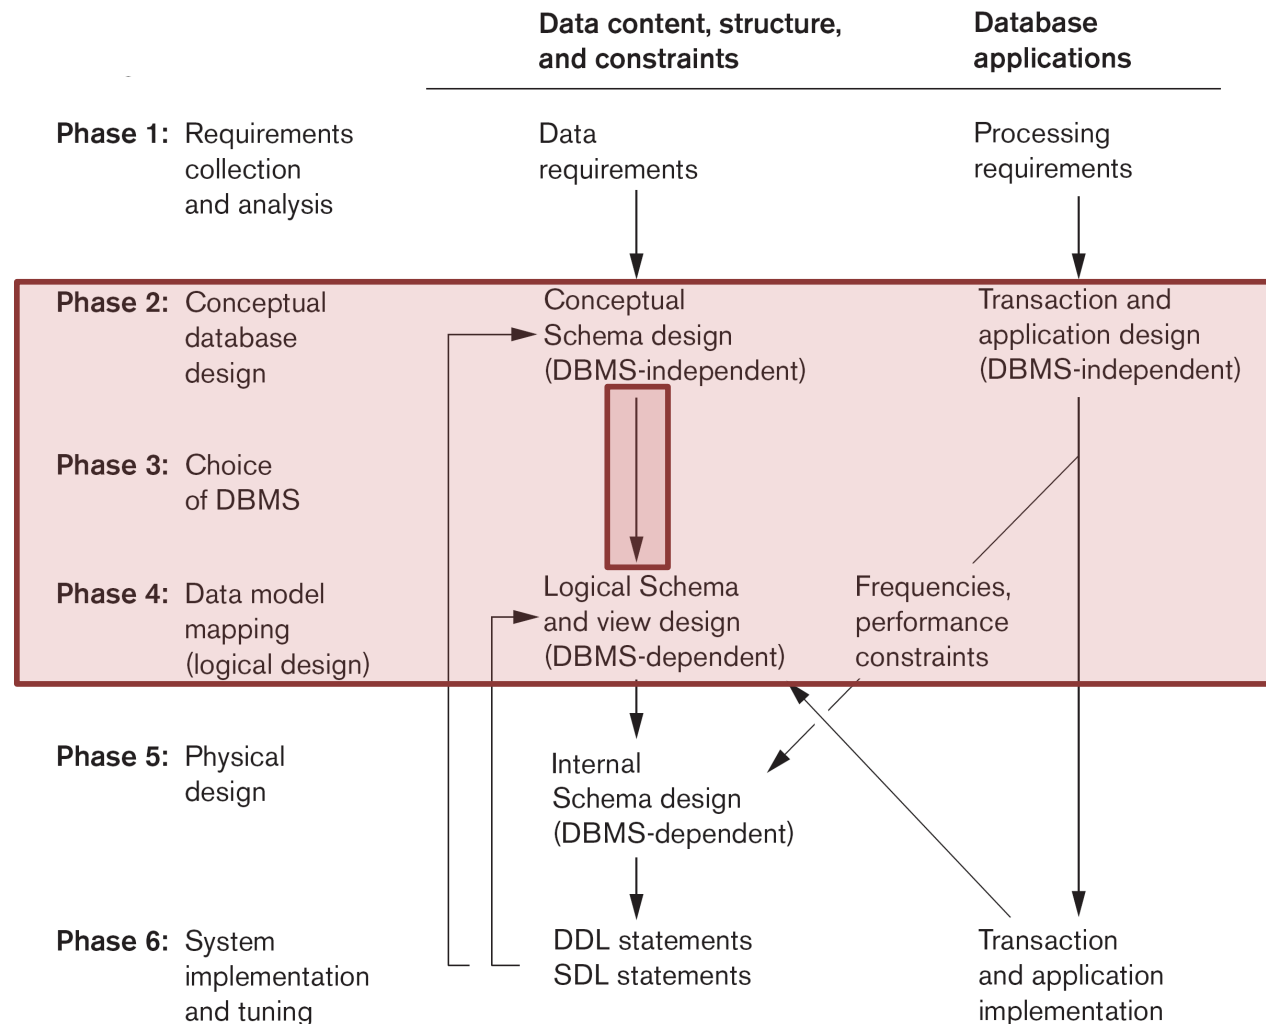 Data content, structure,
and constraints
Database
applications
Phase 1: Requirements
collection
and analysis
Data
requirements
Processing
requirements
Phase 2: Conceptual
database
design
Conceptual
Schema design
(DBMS-independent)
Transaction and
application design
(DBMS-independent)
Phase 3: Choice
of DBMS
Phase 4: Data model
mapping
(logical design)
Logical Schema
and view design
(DBMS-dependent)
Frequencies,
performance
constraints
Phase 5: Physical
design
Internal
Schema design
(DBMS-dependent)
Phase 6: System
implementation
and tuning
DDL statements
SDL statements
Transaction
and application
implementation